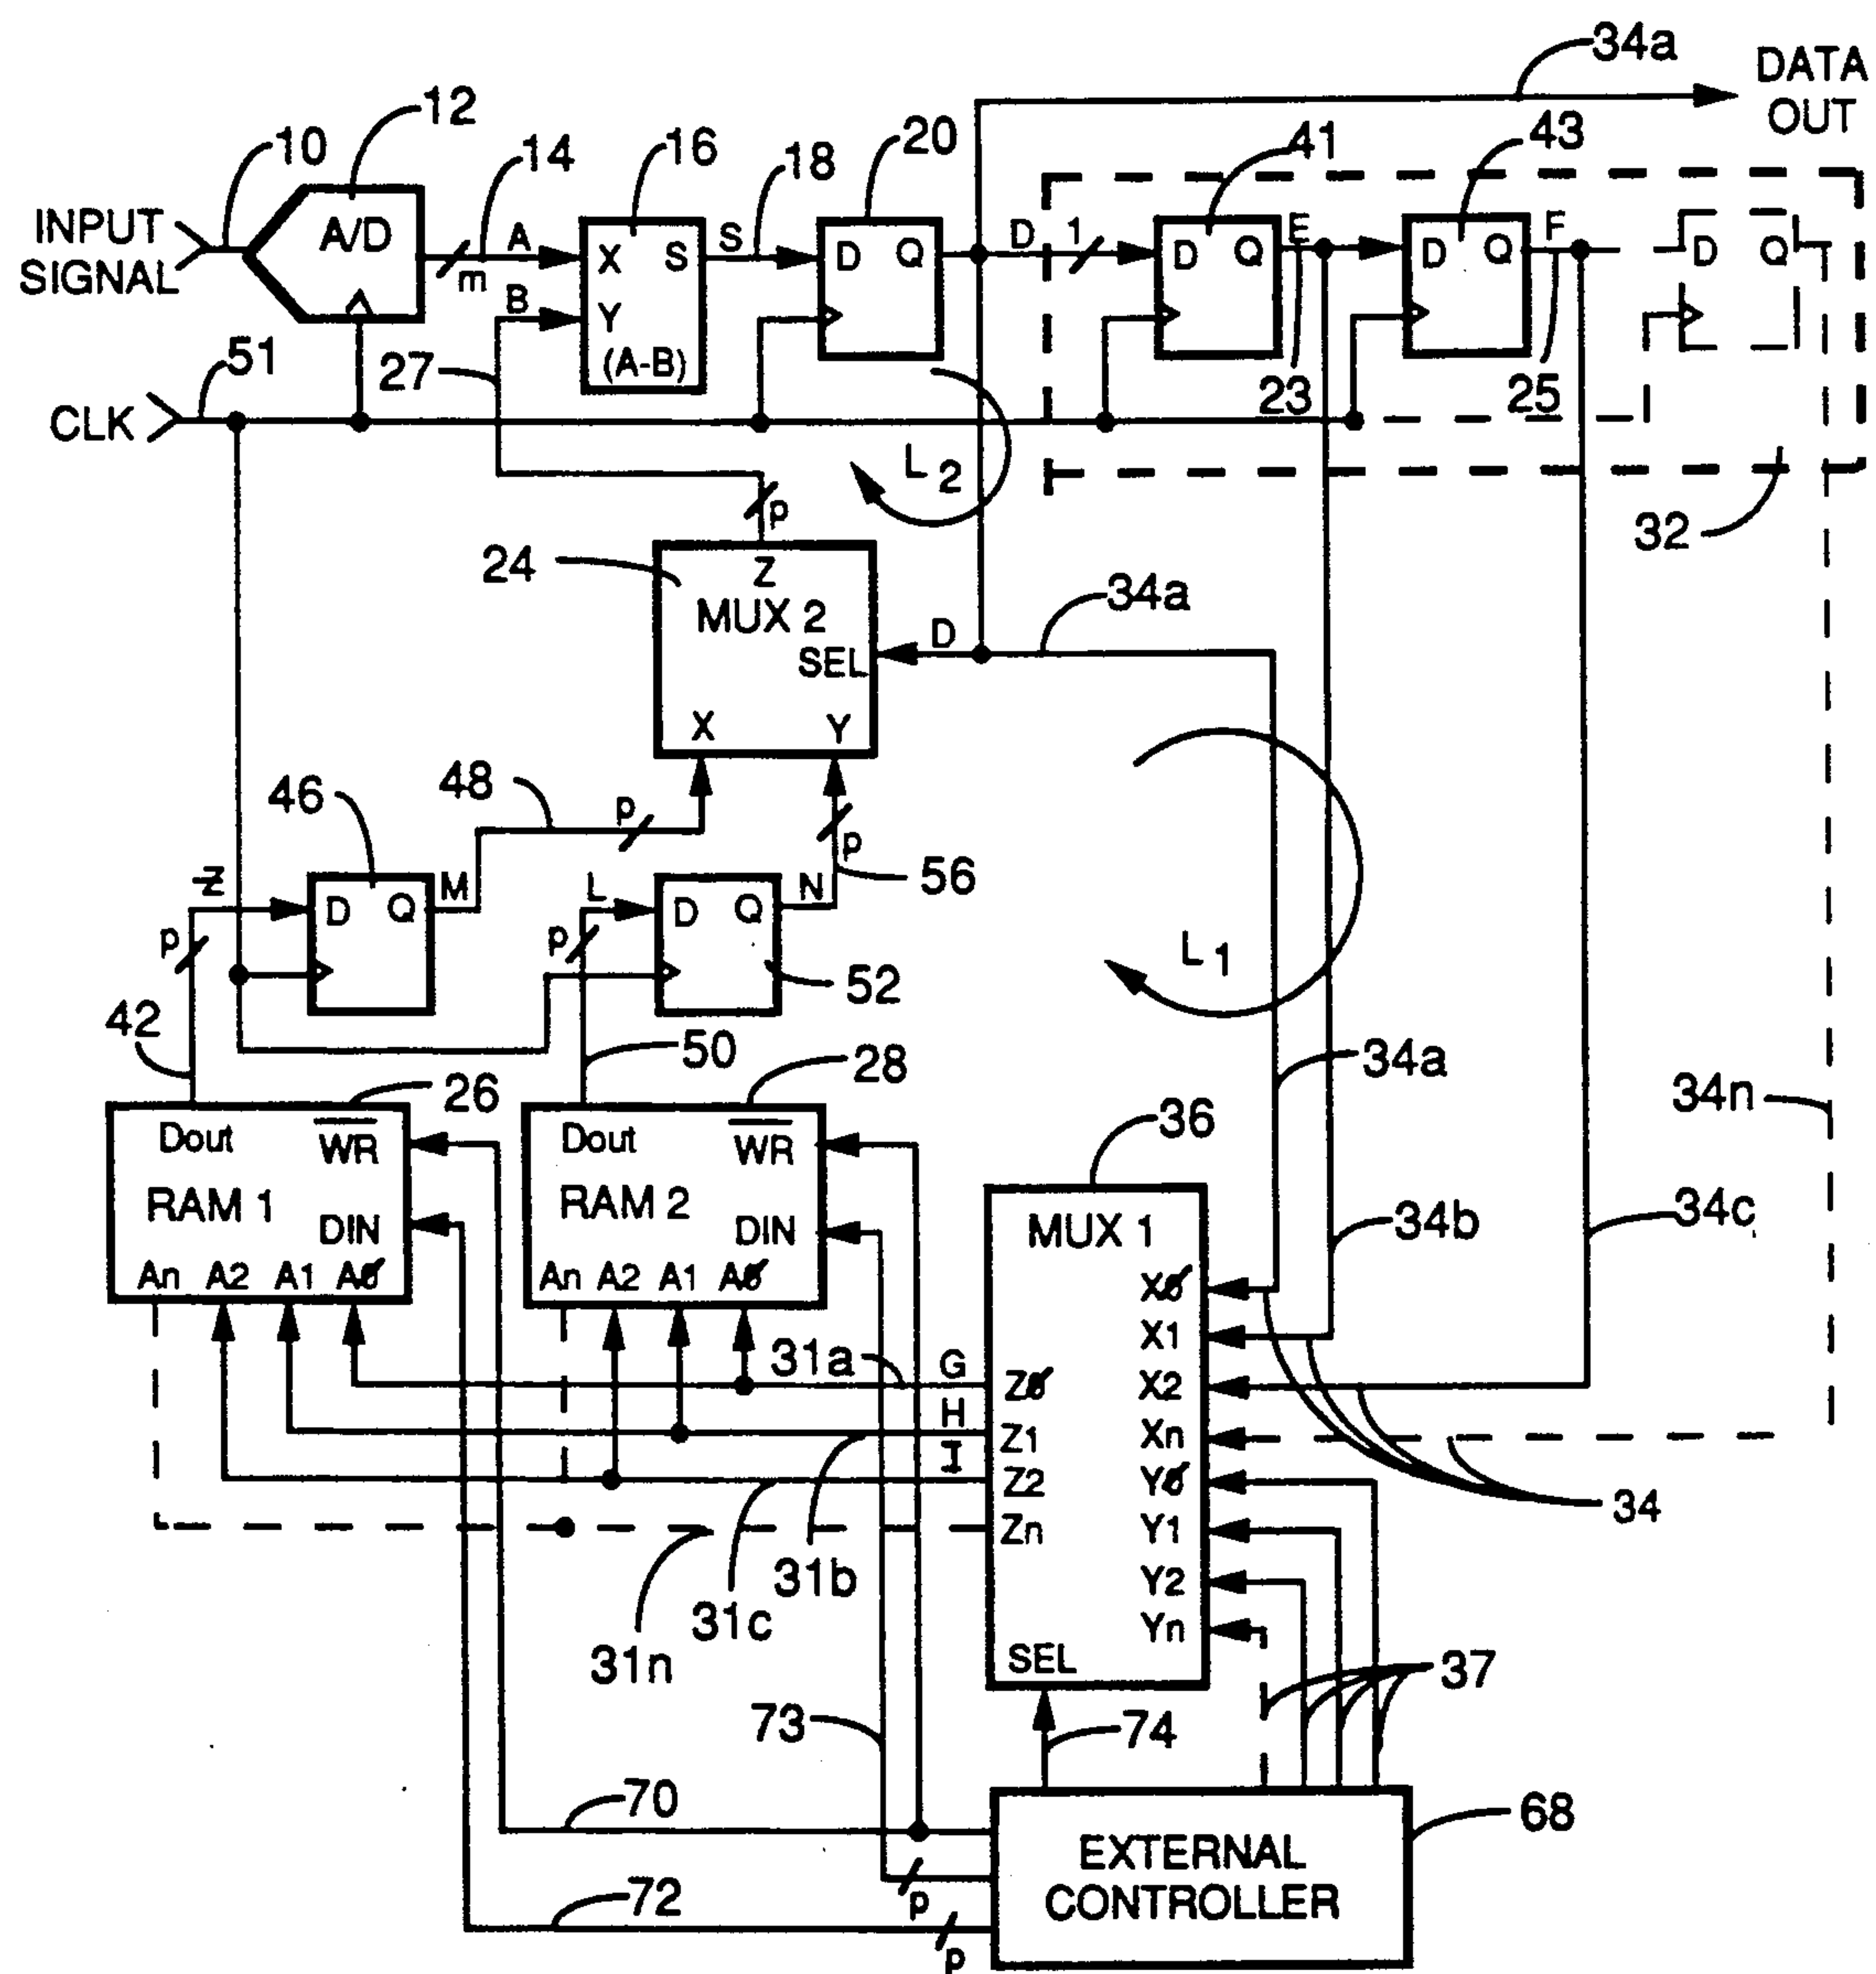 34a
DATA
OUT
12
10
14
16
18
20
41
43
INPUT
SIGNAL
A/D
m
A
B
X S
Y
(A-B)
S
D Q
D
1
D Q
E
D Q
F
D Q
51
27
23
25
CLK
L2
p
32
24
Z
MUX 2
SEL
X Y
D
34a
46
48
p
p
56
Z
D Q
M
L
D Q
N
p
p
L1
52
42
50
28
34a
34n
26
36
Dout WR
RAM 1
DIN
An A2 A1 A0
Dout WR
RAM 2
DIN
An A2 A1 A0
MUX 1
34b
34c
X0
X1
31a
G
Z0
X2
H
Z1
Xn
I
Z2
Y0
34
Zn
Y1
31b
Y2
31c
Yn
31n
SEL
37
73
74
70
68
EXTERNAL
CONTROLLER
p
72
p